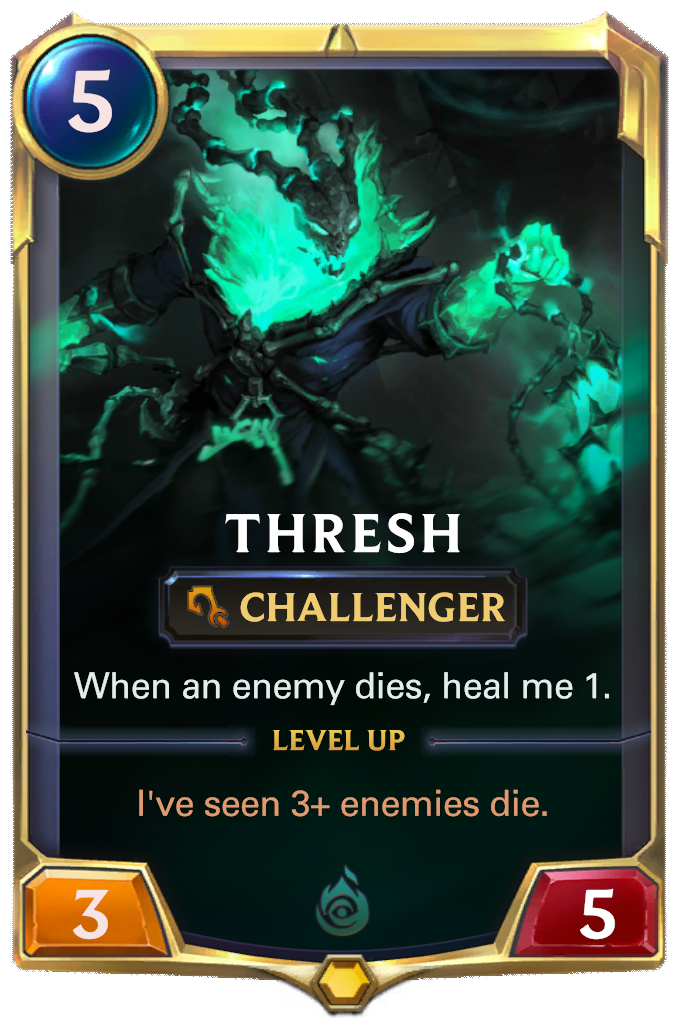 5
THRESH
CHALLENGER
When an enemy dies, heal me 1.
LEVEL UP
I've seen 3+ enemies die.
3
5